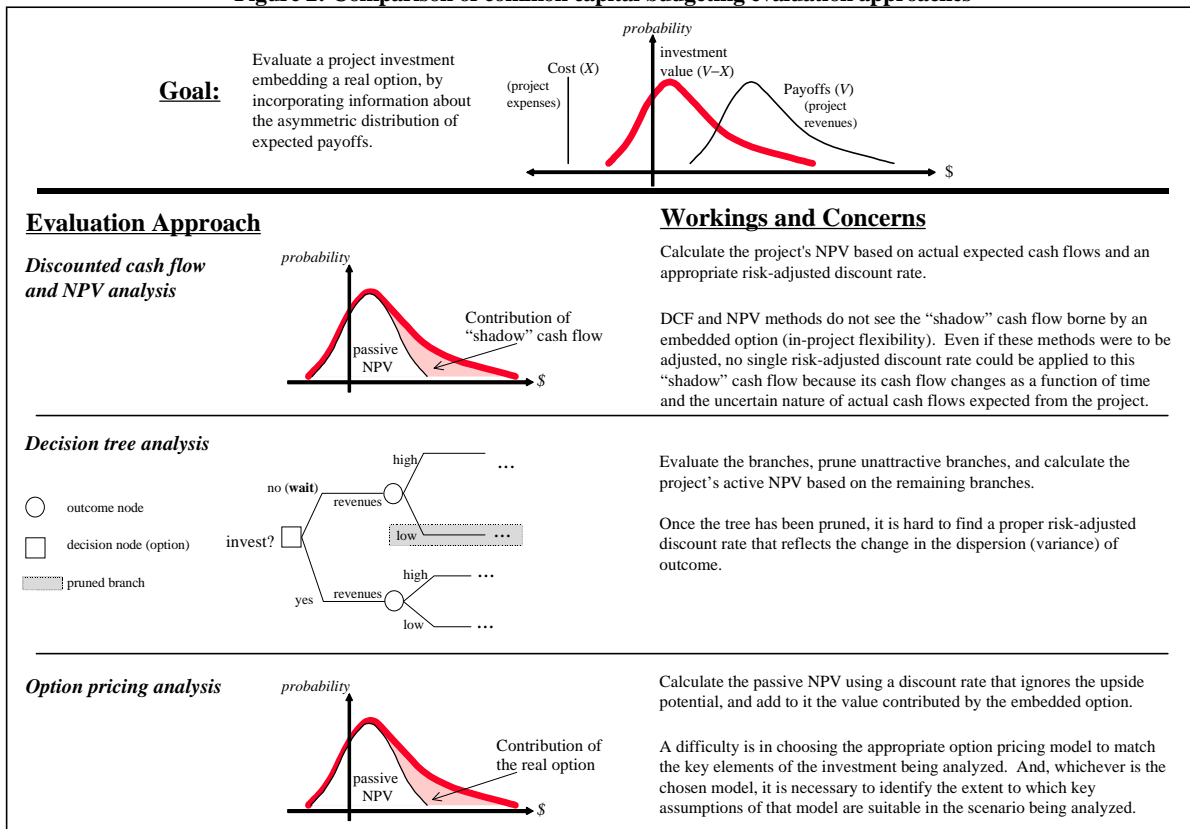 Figure 2: Comparison of common capital budgeting evaluation approaches
Goal:
Evaluate a project investment
embedding a real option, by
incorporating information about
the asymmetric distribution of
expected payoffs.
probability
Cost (X)
(project
expenses)
investment
value (V–X)
Payoffs (V)
(project
revenues)
$
Evaluation Approach
Workings and Concerns
Discounted cash flow
and NPV analysis
probability
Contribution of
“shadow” cash flow
passive
NPV
$
Calculate the project's NPV based on actual expected cash flows and an
appropriate risk-adjusted discount rate.
DCF and NPV methods do not see the “shadow” cash flow borne by an
embedded option (in-project flexibility). Even if these methods were to be
adjusted, no single risk-adjusted discount rate could be applied to this
“shadow” cash flow because its cash flow changes as a function of time
and the uncertain nature of actual cash flows expected from the project.
Decision tree analysis
outcome node
decision node (option)
pruned branch
invest?
no (wait)
revenues
high
...
low
...
yes
revenues
high
...
low
...
Evaluate the branches, prune unattractive branches, and calculate the
project’s active NPV based on the remaining branches.
Once the tree has been pruned, it is hard to find a proper risk-adjusted
discount rate that reflects the change in the dispersion (variance) of
outcome.
Option pricing analysis
probability
Contribution of
the real option
passive
NPV
$
Calculate the passive NPV using a discount rate that ignores the upside
potential, and add to it the value contributed by the embedded option.
A difficulty is in choosing the appropriate option pricing model to match
the key elements of the investment being analyzed. And, whichever is the
chosen model, it is necessary to identify the extent to which key
assumptions of that model are suitable in the scenario being analyzed.